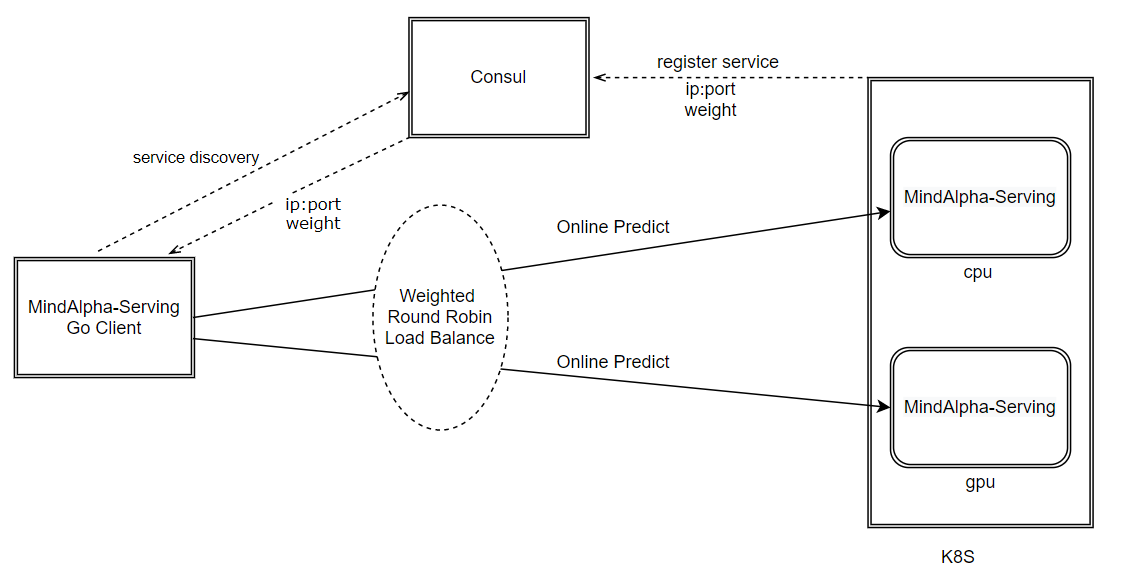 Consul
register service
ip:port
weight
service discovery
ip:port
weight
MindAlpha-Serving
Go Client
Weighted
Round Robin
Load Balance
Online Predict
Online Predict
MindAlpha-Serving
cpu
MindAlpha-Serving
gpu
K8S